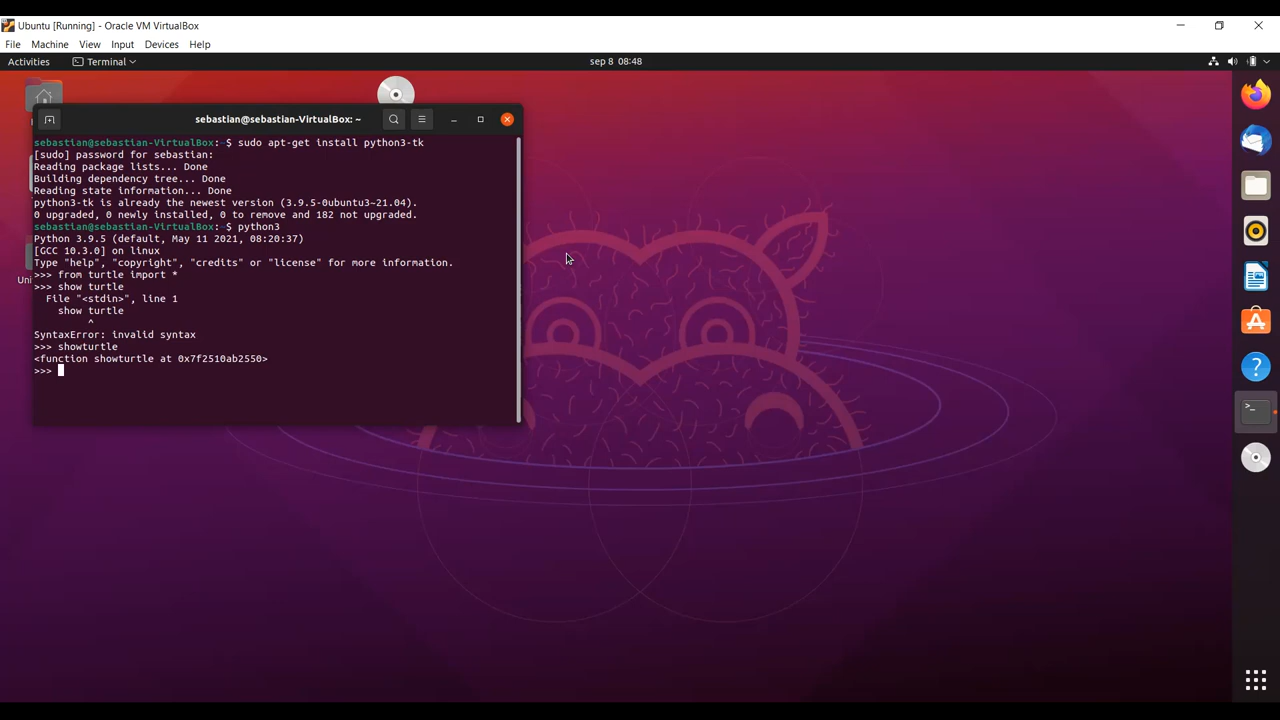 Ubuntu [Running] - Oracle VM VirtualBox
File Machine View Input Devices Help
Activities Terminal sep 8 08:48
sebastian@sebastian-VirtualBox: ~
sebastian@sebastian-VirtualBox:~$ sudo apt-get install python3-tk
[sudo] password for sebastian:
Reading package lists... Done
Building dependency tree... Done
Reading state information... Done
python3-tk is already the newest version (3.9.5-0ubuntu3~21.04).
0 upgraded, 0 newly installed, 0 to remove and 182 not upgraded.
sebastian@sebastian-VirtualBox:~$ python3
Python 3.9.5 (default, May 11 2021, 08:20:37)
[GCC 10.3.0] on linux
Type "help", "copyright", "credits" or "license" for more information.
>>> from turtle import *
>>> show turtle
File "<stdin>", line 1
show turtle
^
SyntaxError: invalid syntax
>>> showturtle
<function showturtle at 0x7f2510ab2550>
>>>